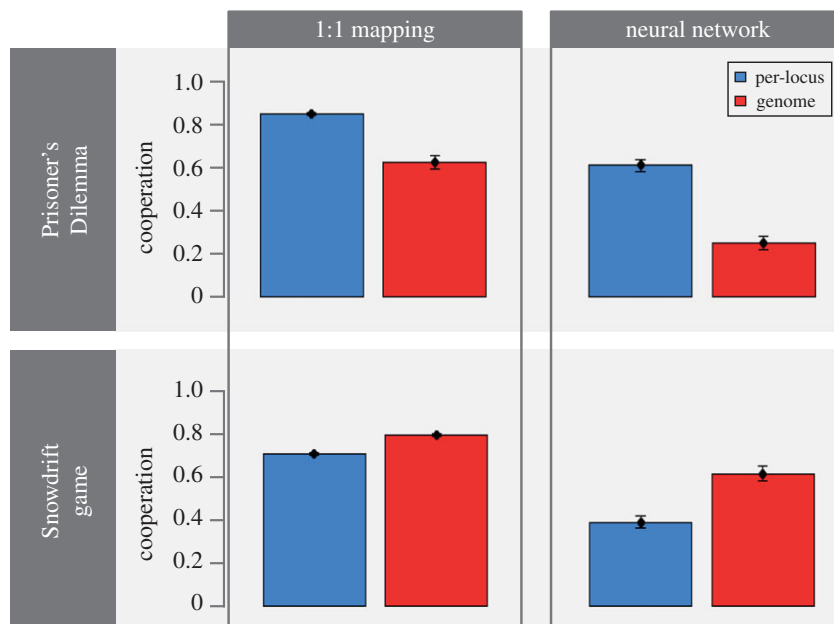 1:1 mapping
neural network
per-locus
genome
Prisoner's
Dilemma
cooperation
1.0
0.8
0.6
0.4
0.2
0
Snowdrift
game
cooperation
1.0
0.8
0.6
0.4
0.2
0